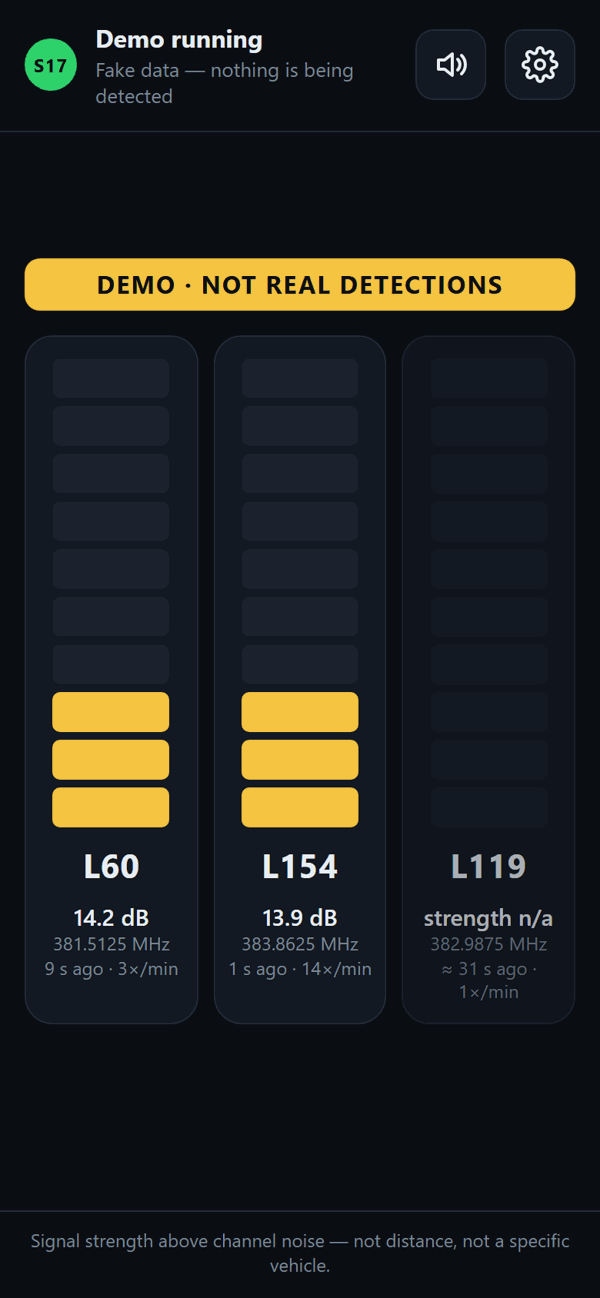 S17
Demo running
Fake data — nothing is being
detected
DEMO · NOT REAL DETECTIONS
L60
14.2 dB
381.5125 MHz
9 s ago · 3×/min
L154
13.9 dB
383.8625 MHz
1 s ago · 14×/min
L119
strength n/a
382.9875 MHz
≈ 31 s ago ·
1×/min
Signal strength above channel noise — not distance, not a specific
vehicle.